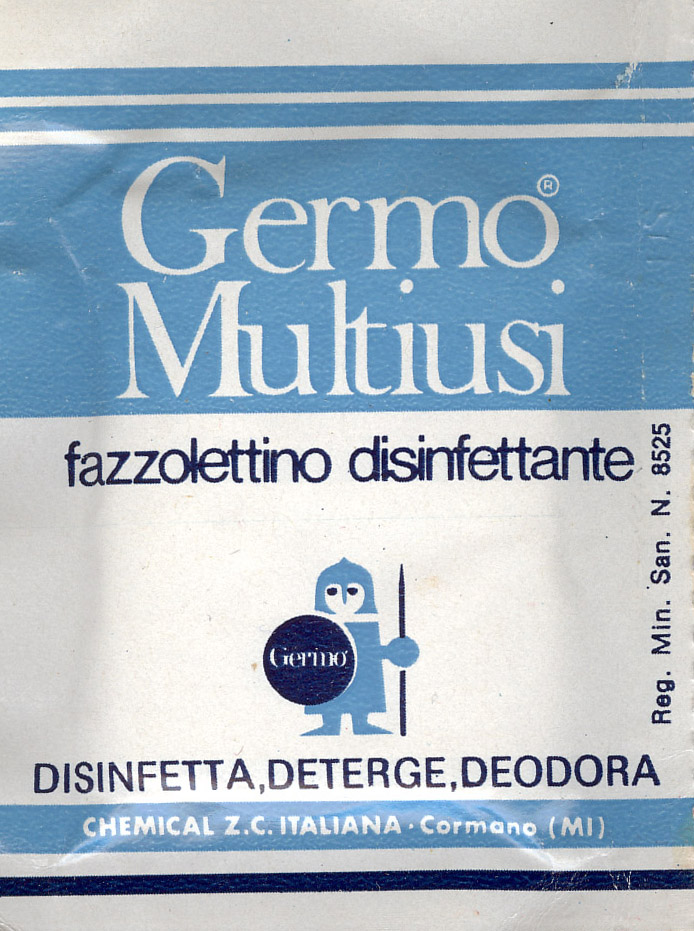 Germo®
Multiusi
fazzolettino disinfettante
Reg. Min. San. N. 8525
Germo
DISINFETTA,DETERGE,DEODORA
CHEMICAL Z.C. ITALIANA · Cormano (MI)